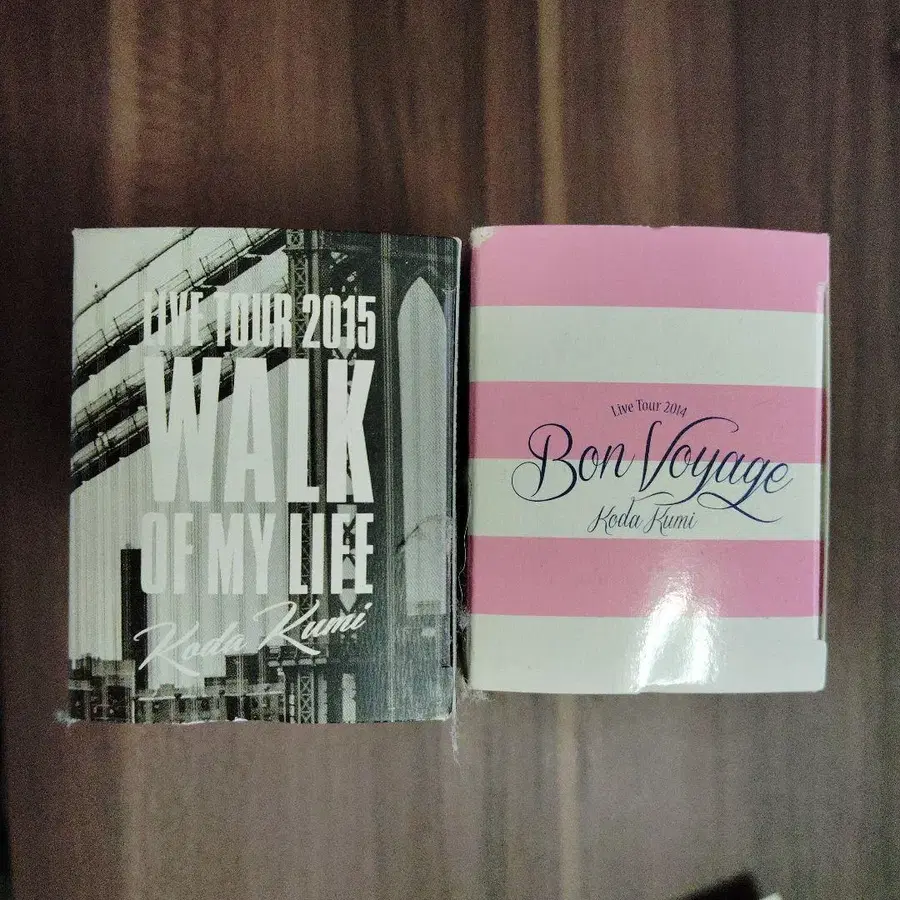 LIVE TOUR 2015
WALK
OF MY LIFE
Koda Kumi
Live Tour 2014
Bon Voyage
Koda Kumi